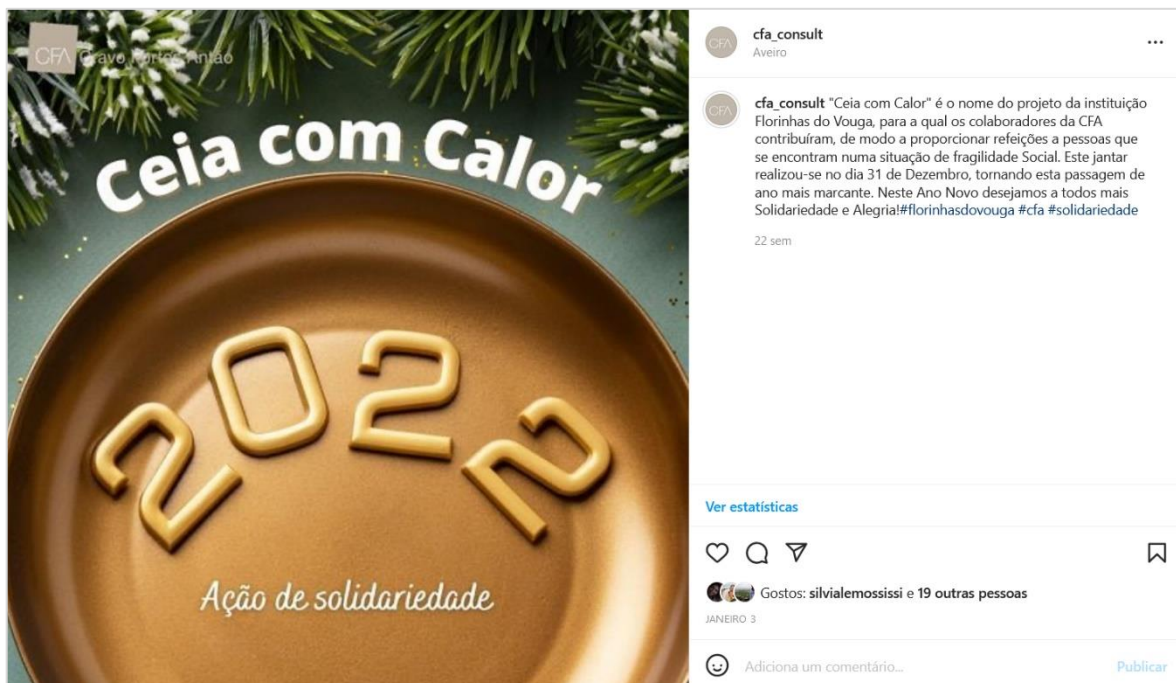 CFA Cravo Fortes Antão
Ceia com Calor
2022
Ação de solidariedade
CFA
cfa_consult
Aveiro
CFA
cfa_consult "Ceia com Calor" é o nome do projeto da instituição
Florinhas do Vouga, para a qual os colaboradores da CFA
contribuíram, de modo a proporcionar refeições a pessoas que
se encontram numa situação de fragilidade Social. Este jantar
realizou-se no dia 31 de Dezembro, tornando esta passagem de
ano mais marcante. Neste Ano Novo desejamos a todos mais
Solidariedade e Alegria!#florinhasdovouga #cfa #solidariedade
22 sem
Ver estatísticas
Gostos: silvialemossissi e 19 outras pessoas
JANEIRO 3
Adiciona um comentário...
Publicar